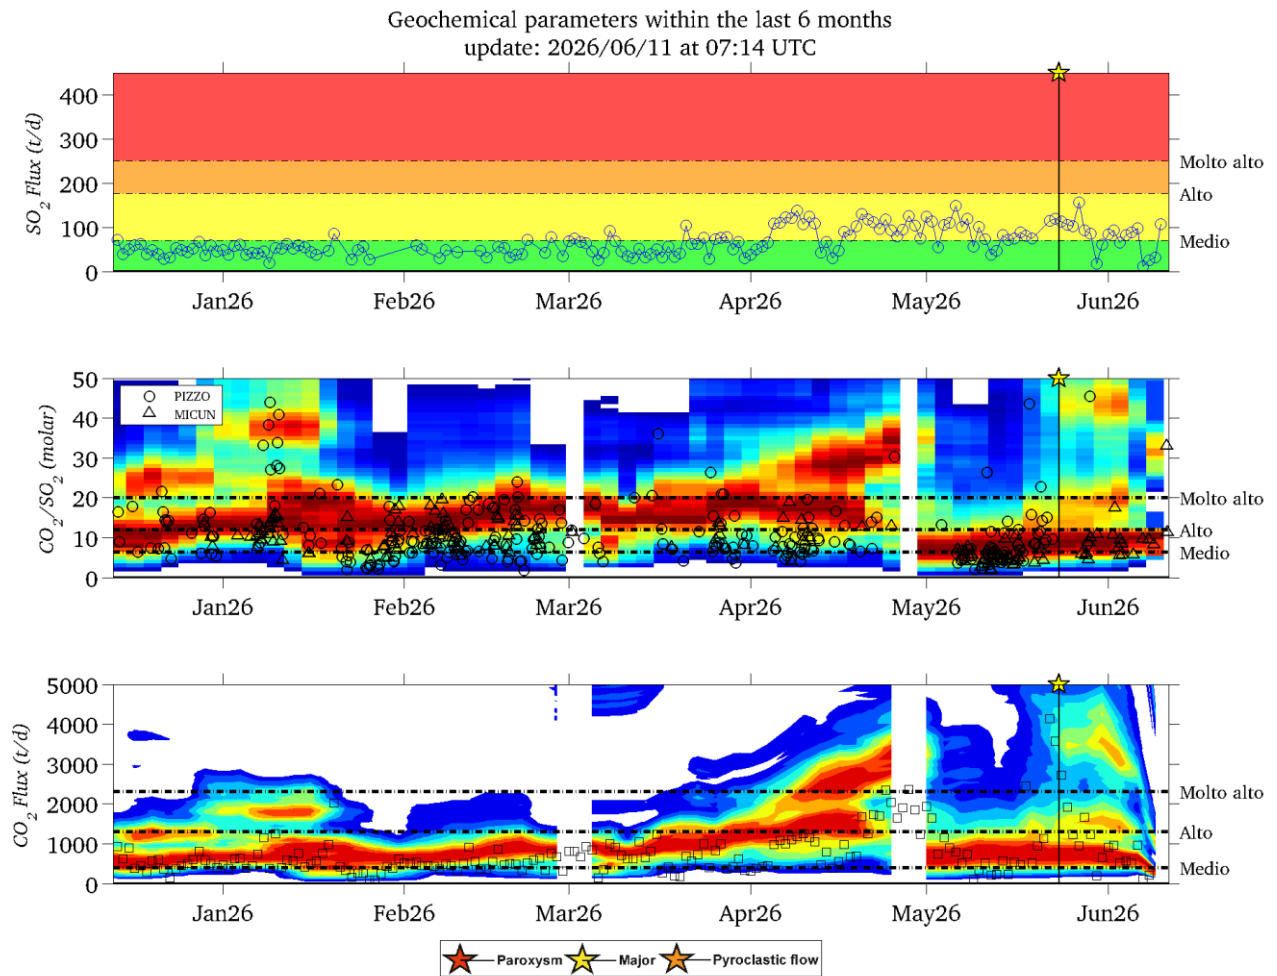 Geochemical parameters within the last 6 months
update: 2026/06/11 at 07:14 UTC
SO2 Flux (t/d)
400
300
200
100
0
Molto alto
Alto
Medio
Jan26 Feb26 Mar26 Apr26 May26 Jun26
CO2/SO2 (molar)
50
40
30
20
10
0
PIZZO
MICUN
Molto alto
Alto
Medio
Jan26 Feb26 Mar26 Apr26 May26 Jun26
CO2 Flux (t/d)
5000
4000
3000
2000
1000
0
Molto alto
Alto
Medio
Jan26 Feb26 Mar26 Apr26 May26 Jun26
Paroxysm Major Pyroclastic flow